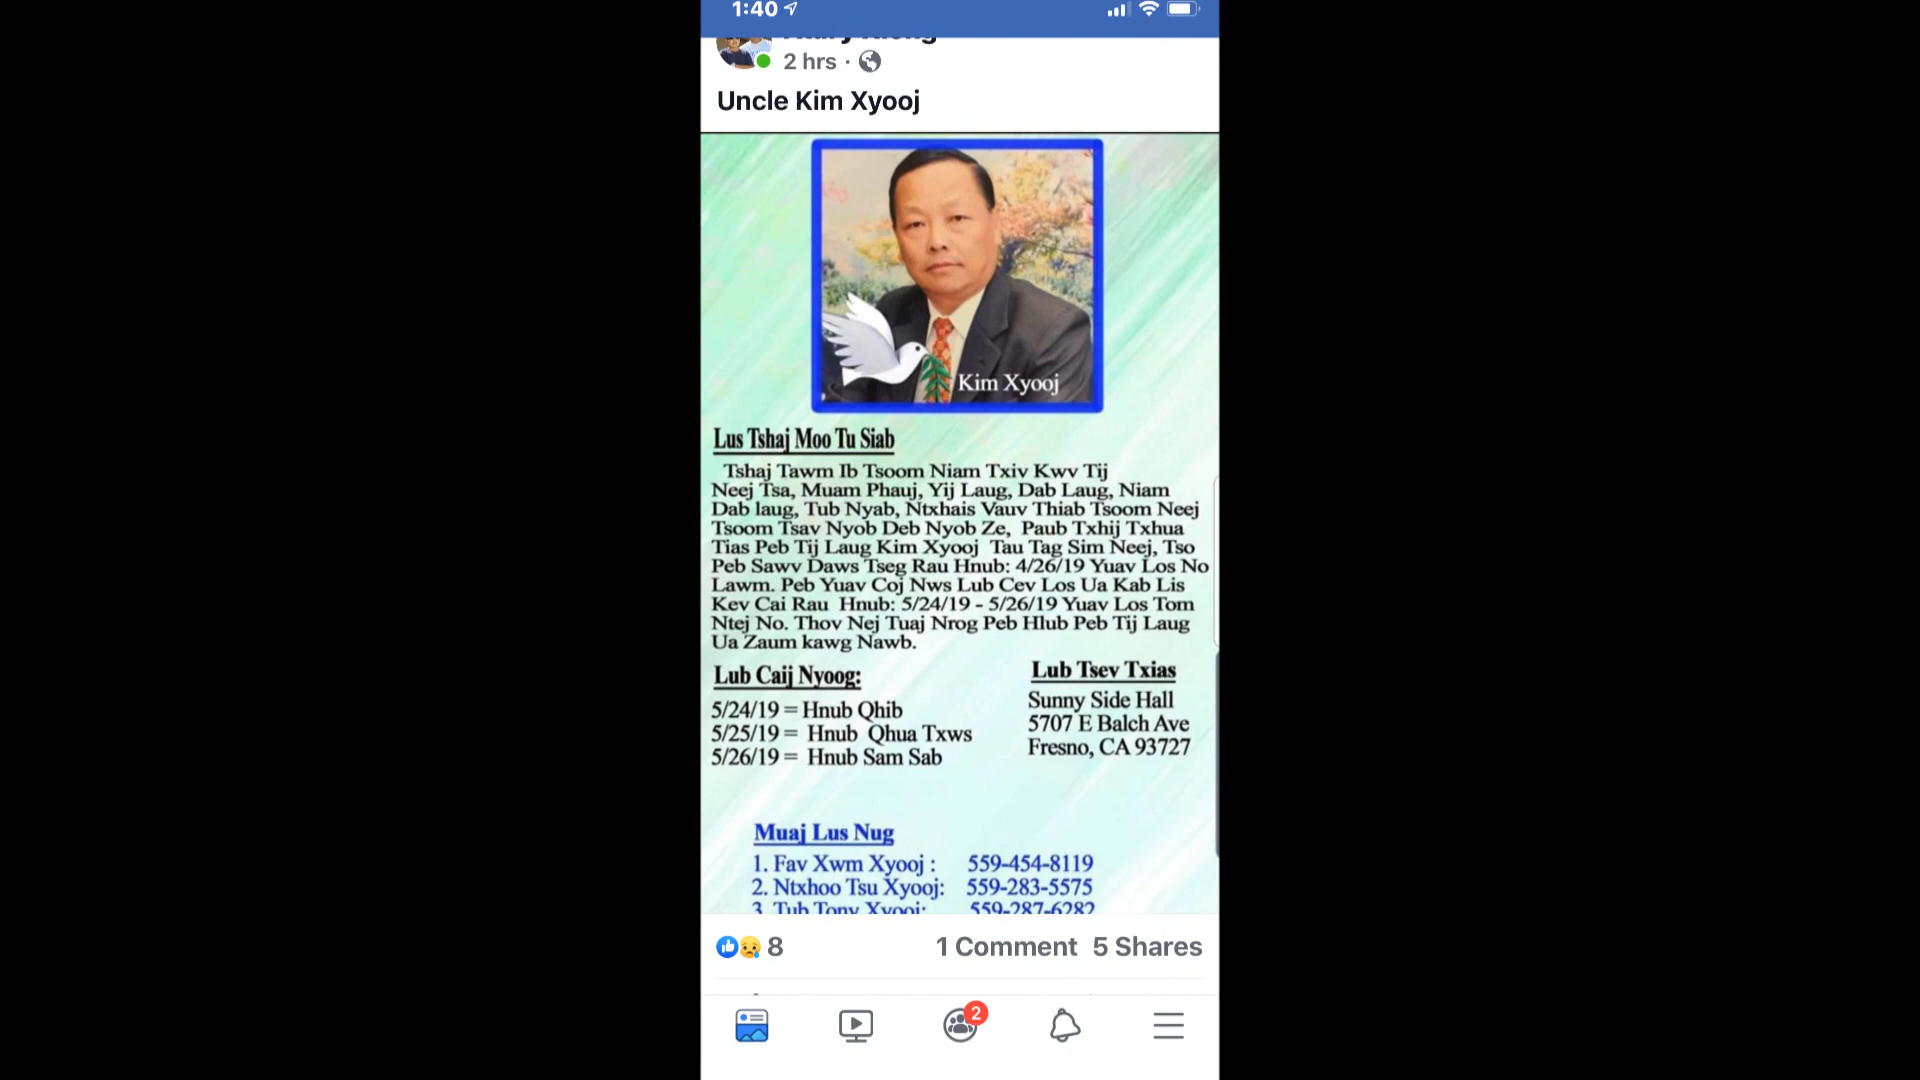 1:40
2 hrs ·
Uncle Kim Xyooj
Kim Xyooj
Lus Tshaj Moo Tu Siab
Tshaj Tawm Ib Tsoom Niam Txiv Kwv Tij
Neej Tsa, Muam Phauj, Yij Laug, Dab Laug, Niam
Dab laug, Tub Nyab, Ntxhais Vauv Thiab Tsoom Neej
Tsoom Tsav Nyob Deb Nyob Ze, Paub Txhij Txhua
Tias Peb Tij Laug Kim Xyooj Tau Tag Sim Neej, Tso
Peb Sawv Daws Tseg Rau Hnub: 4/26/19 Yuav Los No
Lawm. Peb Yuav Coj Nws Lub Cev Los Ua Kab Lis
Kev Cai Rau Hnub: 5/24/19 - 5/26/19 Yuav Los Tom
Ntej No. Thov Nej Tuaj Nrog Peb Hlub Peb Tij Laug
Ua Zaum kawg Nawb.
Lub Caij Nyoog:
5/24/19 = Hnub Qhib
5/25/19 = Hnub Qhua Txws
5/26/19 = Hnub Sam Sab
Lub Tsev Txias
Sunny Side Hall
5707 E Balch Ave
Fresno, CA 93727
Muaj Lus Nug
1. Fav Xwm Xyooj : 559-454-8119
2. Ntxhoo Tsu Xyooj: 559-283-5575
3. Tub Tony Xyooj: 559-287-6282
8
1 Comment 5 Shares
2